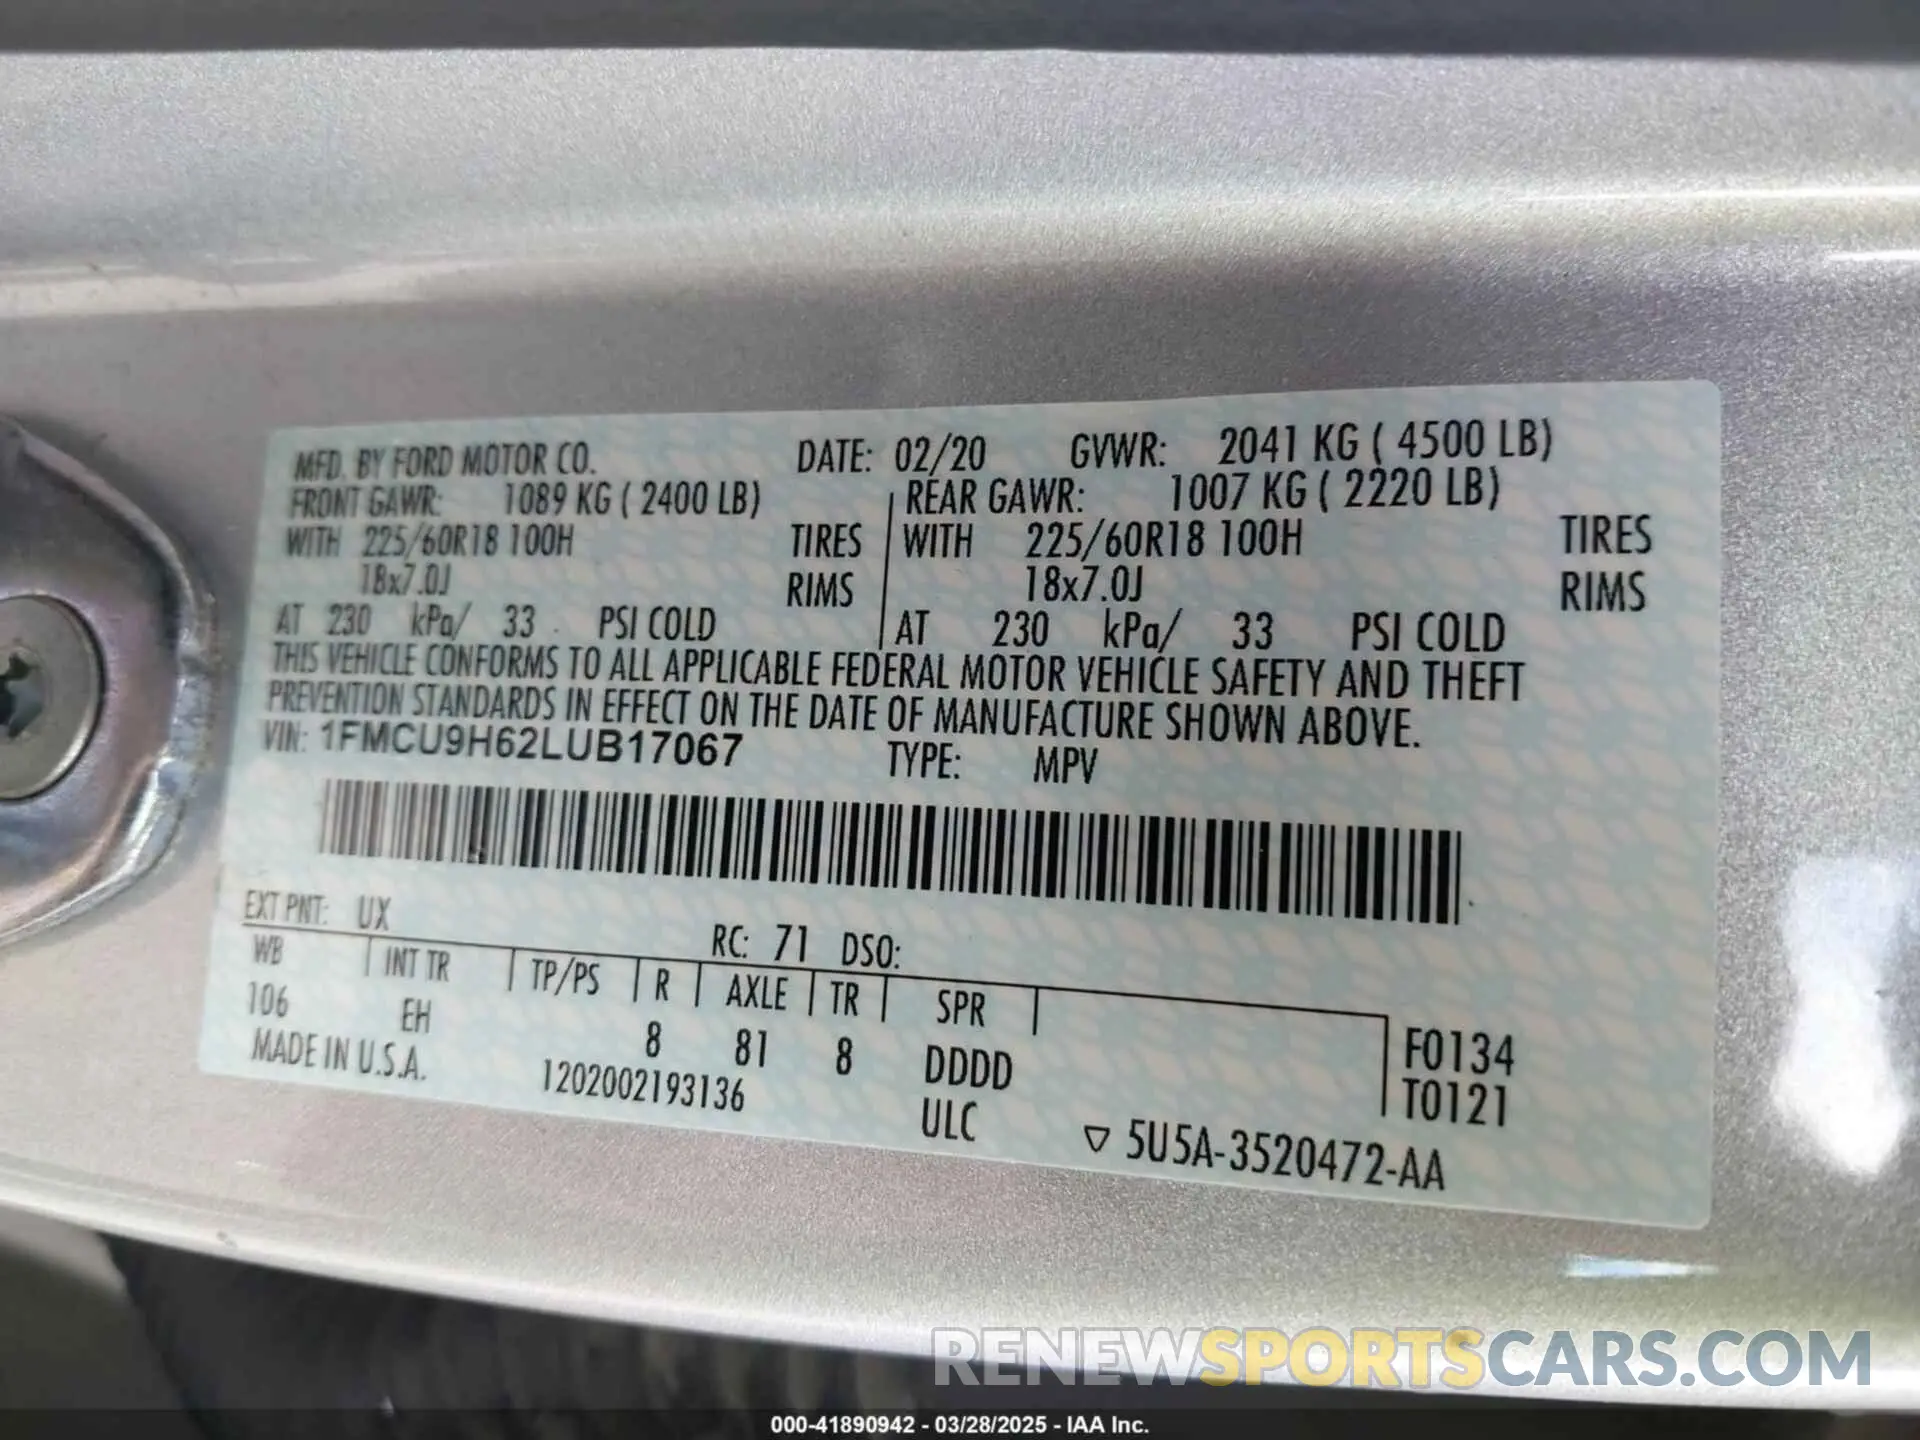 MFD. BY FORD MOTOR CO. DATE: 02/20 GVWR: 2041 KG ( 4500 LB)
FRONT GAWR: 1089 KG ( 2400 LB) REAR GAWR: 1007 KG ( 2220 LB)
WITH 225/60R18 100H TIRES WITH 225/60R18 100H TIRES
18x7.0J RIMS 18x7.0J RIMS
AT 230 kPa/ 33 PSI COLD AT 230 kPa/ 33 PSI COLD
THIS VEHICLE CONFORMS TO ALL APPLICABLE FEDERAL MOTOR VEHICLE SAFETY AND THEFT
PREVENTION STANDARDS IN EFFECT ON THE DATE OF MANUFACTURE SHOWN ABOVE.
VIN: 1FMCU9H62LUB17067 TYPE: MPV
EXT PNT: UX RC: 71 DSO:
WB INT TR TP/PS R AXLE TR SPR
106 EH 8 81 8 DDDD F0134
MADE IN U.S.A. 1202002193136 ULC T0121
▽ 5U5A-3520472-AA
RENEWSPORTSCARS.COM
000-41890942 - 03/28/2025 - IAA Inc.